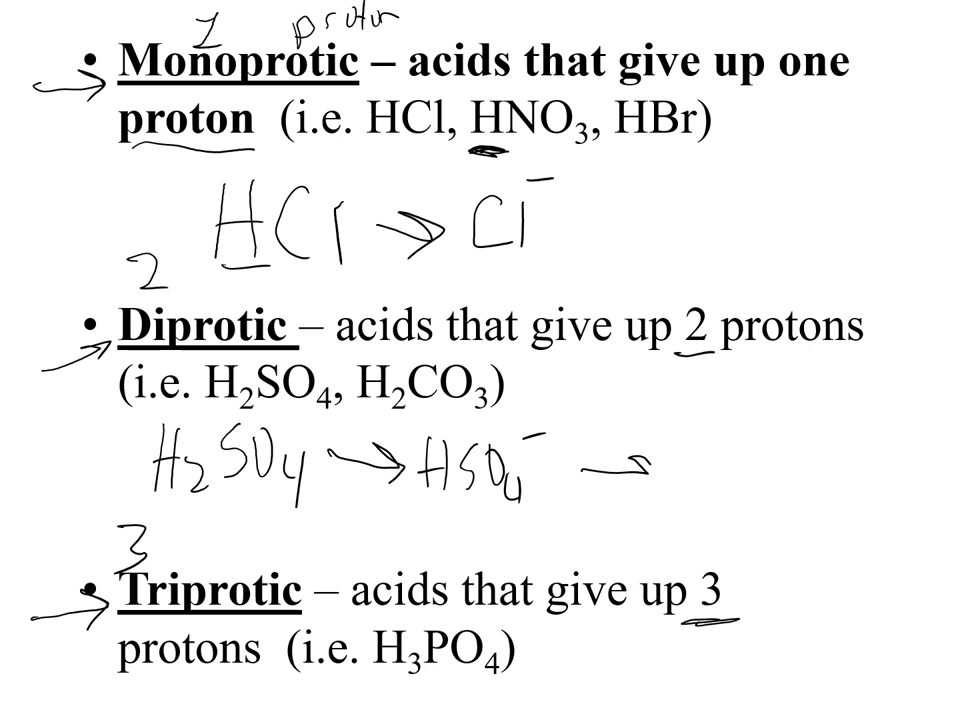 1 proton
• Monoprotic – acids that give up one
proton (i.e. HCl, HNO₃, HBr)
HCl → Cl⁻
2
• Diprotic – acids that give up 2 protons
(i.e. H₂SO₄, H₂CO₃)
H₂SO₄ → HSO₄⁻ →
3
• Triprotic – acids that give up 3
protons (i.e. H₃PO₄)